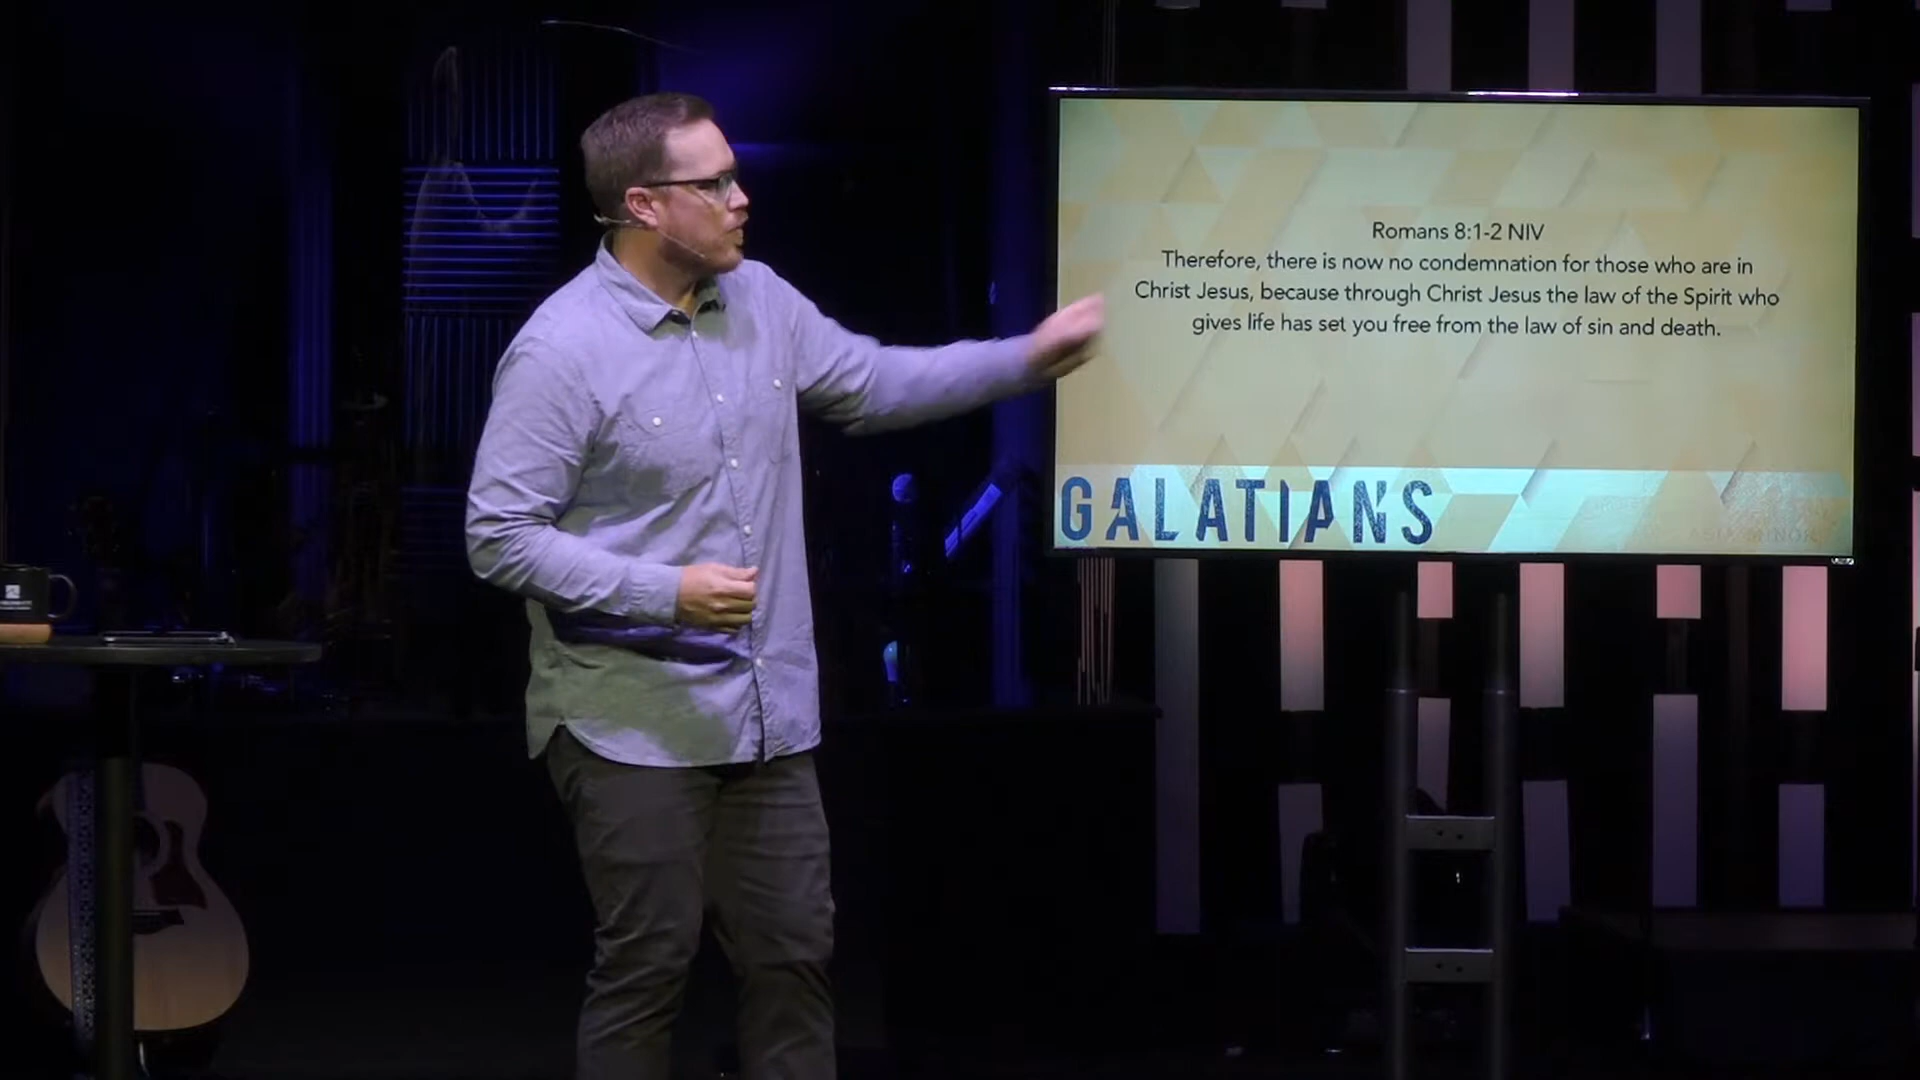 Romans 8:1-2 NIV
Therefore, there is now no condemnation for those who are in
Christ Jesus, because through Christ Jesus the law of the Spirit who
gives life has set you free from the law of sin and death.
GALATIANS